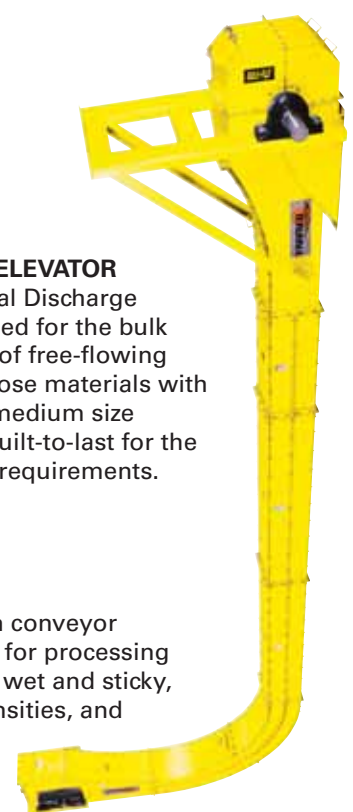 ELEVATOR
al Discharge
ed for the bulk
of free-flowing
ose materials with
medium size
uilt-to-last for the
requirements.
conveyor
for processing
wet and sticky,
nsities, and